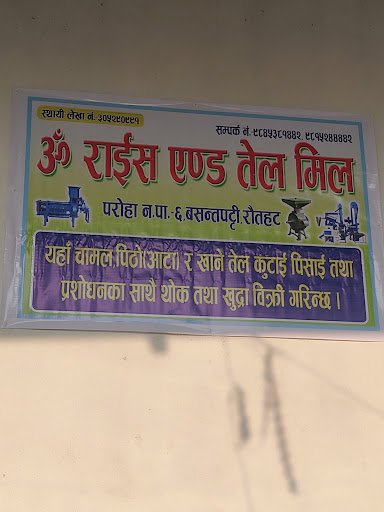 स्थायी लेखा नं. ३०५२९०९९१
सम्पर्क नं. ९८४५३८१४४२, ९८१५२४४४४२
ॐ राईस एण्ड तेल मिल
परोहा न.पा.-६ बसन्तपट्टी रौतहट
यहाँ चामल पिठो(आटा) र खाने तेल कुटाई पिसाई तथा
प्रशोधनका साथै थोक तथा खुद्रा विक्री गरिन्छ ।